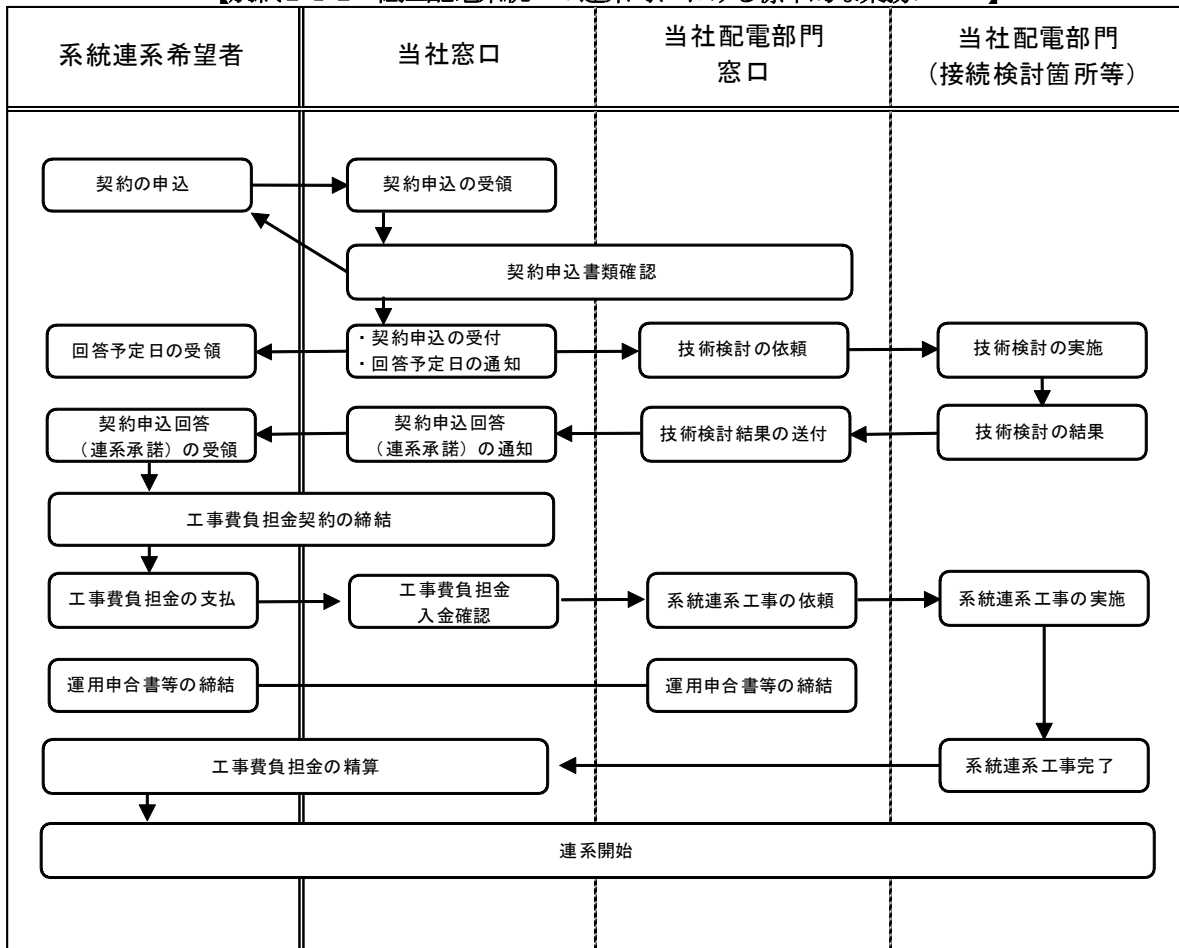 系統連系希望者
当社窓口
当社配電部門
窓口
当社配電部門
（接続検討箇所等）
契約の申込
契約申込の受領
契約申込書類確認
回答予定日の受領
・契約申込の受付
・回答予定日の通知
技術検討の依頼
技術検討の実施
契約申込回答
（連系承諾）の受領
契約申込回答
（連系承諾）の通知
技術検討結果の送付
技術検討の結果
工事費負担金契約の締結
工事費負担金の支払
工事費負担金
入金確認
系統連系工事の依頼
系統連系工事の実施
運用申合書等の締結
運用申合書等の締結
工事費負担金の精算
系統連系工事完了
連系開始